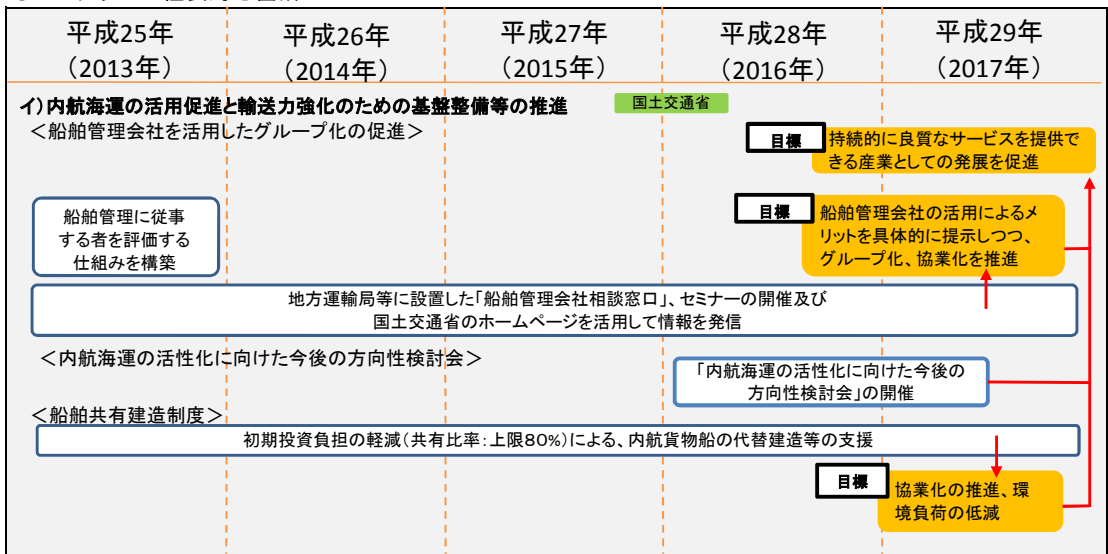 平成25年
（2013年）
平成26年
（2014年）
平成27年
（2015年）
平成28年
（2016年）
平成29年
（2017年）
イ）内航海運の活用促進と輸送力強化のための基盤整備等の推進
国土交通省
＜船舶管理会社を活用したグループ化の促進＞
目標
持続的に良質なサービスを提供で
きる産業としての発展を促進
船舶管理に従事
する者を評価する
仕組みを構築
目標
船舶管理会社の活用によるメ
リットを具体的に提示しつつ、
グループ化、協業化を推進
地方運輸局等に設置した「船舶管理会社相談窓口」、セミナーの開催及び
国土交通省のホームページを活用して情報を発信
＜内航海運の活性化に向けた今後の方向性検討会＞
「内航海運の活性化に向けた今後の
方向性検討会」の開催
＜船舶共有建造制度＞
初期投資負担の軽減（共有比率：上限80%）による、内航貨物船の代替建造等の支援
目標
協業化の推進、環
境負荷の低減